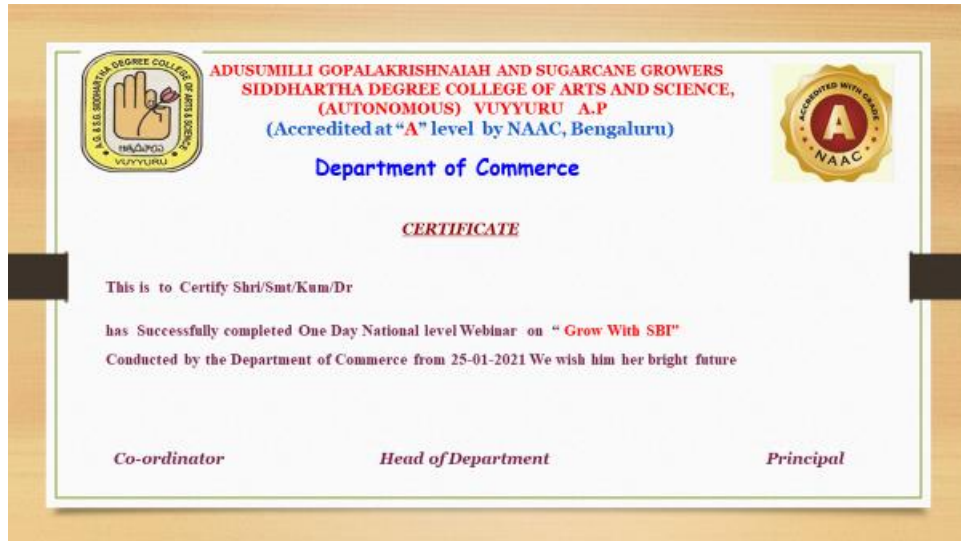 A.G. & S.G. SIDDHARTHA DEGREE COLLEGE OF ARTS & SCIENCE
VUYYURU
ADUSUMILLI GOPALAKRISHNAIAH AND SUGARCANE GROWERS
SIDDHARTHA DEGREE COLLEGE OF ARTS AND SCIENCE,
(AUTONOMOUS) VUYYURU A.P
(Accredited at “A” level by NAAC, Bengaluru)
Department of Commerce
ACCREDITED WITH GRADE
A
NAAC
CERTIFICATE
This is to Certify Shri/Smt/Kum/Dr
has Successfully completed One Day National level Webinar on “ Grow With SBI”
Conducted by the Department of Commerce from 25-01-2021 We wish him her bright future
Co-ordinator Head of Department Principal